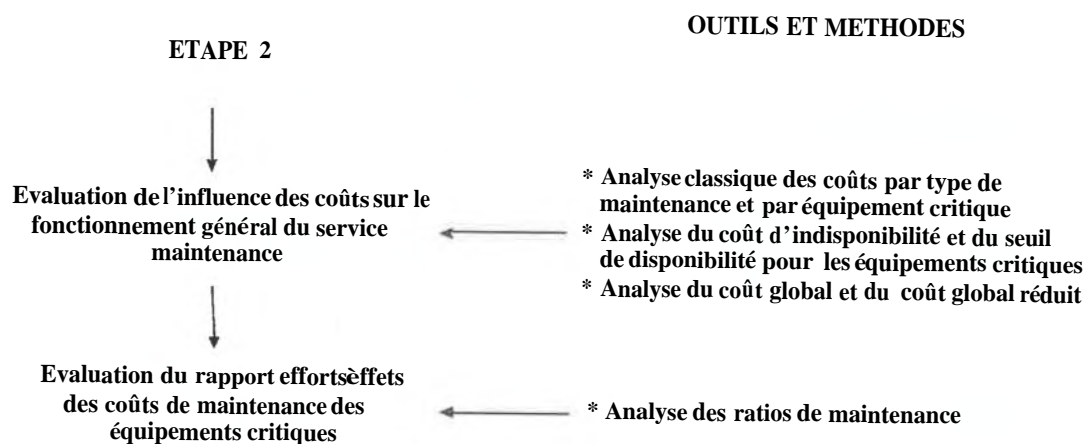 OUTILS ET METHODES
ETAPE 2
Evaluation de l'influence des coûts sur le
fonctionnement général du service
maintenance
* Analyse classique des coûts par type de
maintenance et par équipement critique
* Analyse du coût d'indisponibilité et du seuil
de disponibilité pour les équipements critiques
* Analyse du coût global et du coût global réduit
Evaluation du rapport effortsèffets
des coûts de maintenance des
équipements critiques
* Analyse des ratios de maintenance